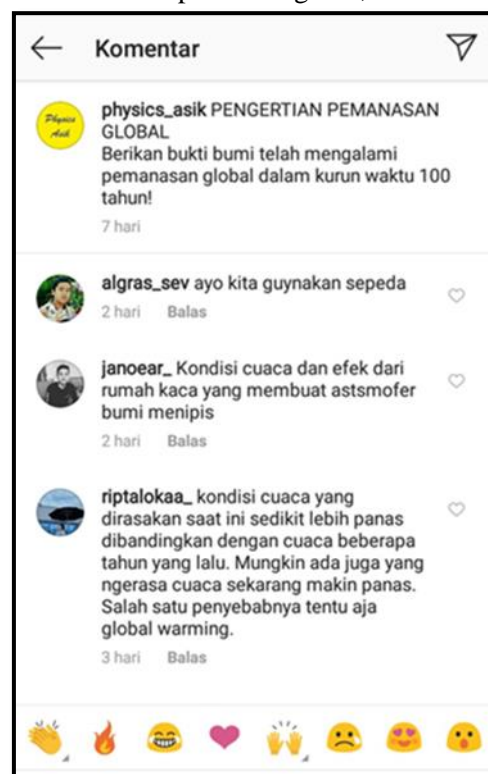 Komentar
Physics
Asik
physics_asik PENGERTIAN PEMANASAN
GLOBAL
Berikan bukti bumi telah mengalami
pemanasan global dalam kurun waktu 100
tahun!
7 hari
algras_sev ayo kita guynakan sepeda
2 hari Balas
janoear_ Kondisi cuaca dan efek dari
rumah kaca yang membuat astsmofer
bumi menipis
2 hari Balas
riptalokaa_ kondisi cuaca yang
dirasakan saat ini sedikit lebih panas
dibandingkan dengan cuaca beberapa
tahun yang lalu. Mungkin ada juga yang
ngerasa cuaca sekarang makin panas.
Salah satu penyebabnya tentu aja
global warming.
3 hari Balas